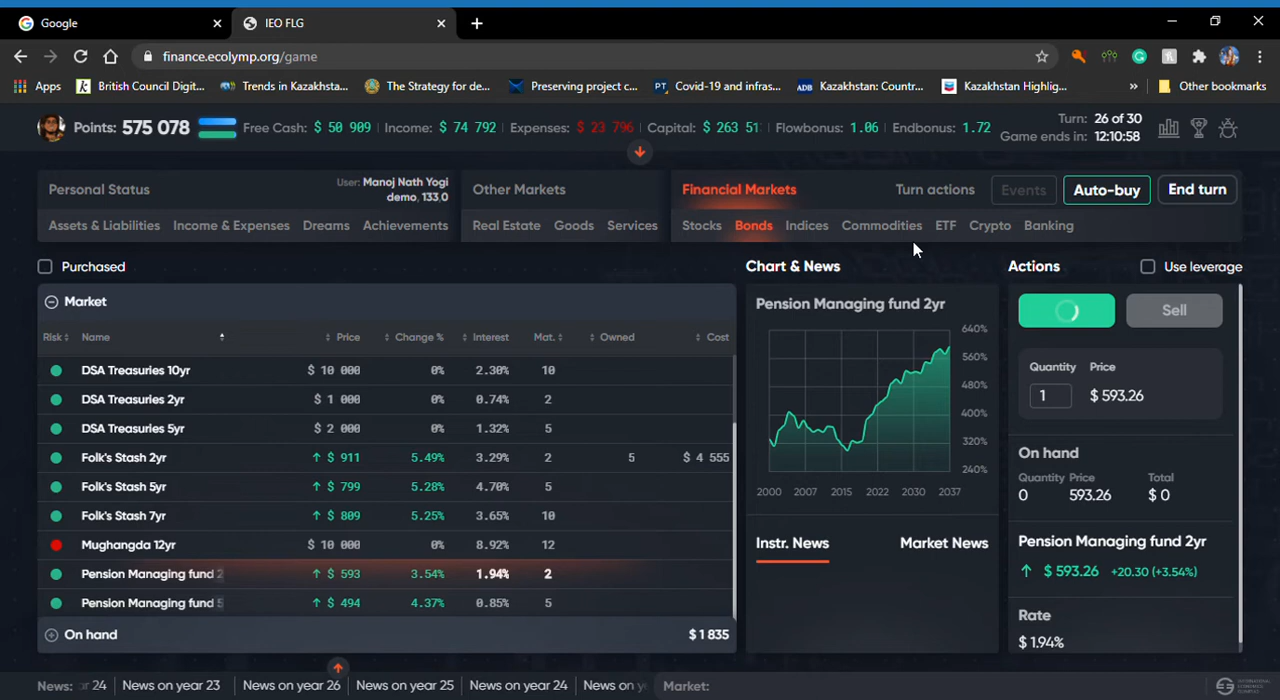 Google
IEO FLG
finance.ecolymp.org/game
Apps
British Council Digit...
Trends in Kazakhsta...
The Strategy for de...
Preserving project c...
PT
Covid-19 and infras...
ADB
Kazakhstan: Countr...
Kazakhstan Highlig...
»
Other bookmarks
Points: 575 078
Free Cash: $ 50 909
Income: $ 74 792
Expenses: $ 23 796
Capital: $ 263 51
Flowbonus: 1.06
Endbonus: 1.72
Turn: 26 of 30
Game ends in: 12:10:58
Personal Status
User: Manoj Nath Yogi
demo, 133,0
Assets & Liabilities
Income & Expenses
Dreams
Achievements
Other Markets
Real Estate
Goods
Services
Financial Markets
Turn actions
Events
Auto-buy
End turn
Stocks
Bonds
Indices
Commodities
ETF
Crypto
Banking
Purchased
Market
Risk Name Price Change % Interest Mat. Owned Cost
DSA Treasuries 10yr $ 10 000 0% 2.30% 10
DSA Treasuries 2yr $ 1 000 0% 0.74% 2
DSA Treasuries 5yr $ 2 000 0% 1.32% 5
Folk's Stash 2yr ↑ $ 911 5.49% 3.29% 2 5 $ 4 555
Folk's Stash 5yr ↑ $ 799 5.28% 4.70% 5
Folk's Stash 7yr ↑ $ 809 5.25% 3.65% 10
Mughangda 12yr $ 10 000 0% 8.92% 12
Pension Managing fund 2 ↑ $ 593 3.54% 1.94% 2
Pension Managing fund 5 ↑ $ 494 4.37% 0.85% 5
On hand $ 1 835
Chart & News
Pension Managing fund 2yr
640%
560%
480%
400%
320%
240%
2000 2007 2015 2022 2030 2037
Instr. News
Market News
Actions
Use leverage
Sell
Quantity Price
1 $ 593.26
On hand
Quantity Price Total
0 593.26 $ 0
Pension Managing fund 2yr
↑ $ 593.26 +20.30 (+3.54%)
Rate
$ 1.94%
News:
24
News on year 23
News on year 26
News on year 25
News on year 24
News on
Market:
INTERNATIONAL
ECONOMICS
OLYMPIAD